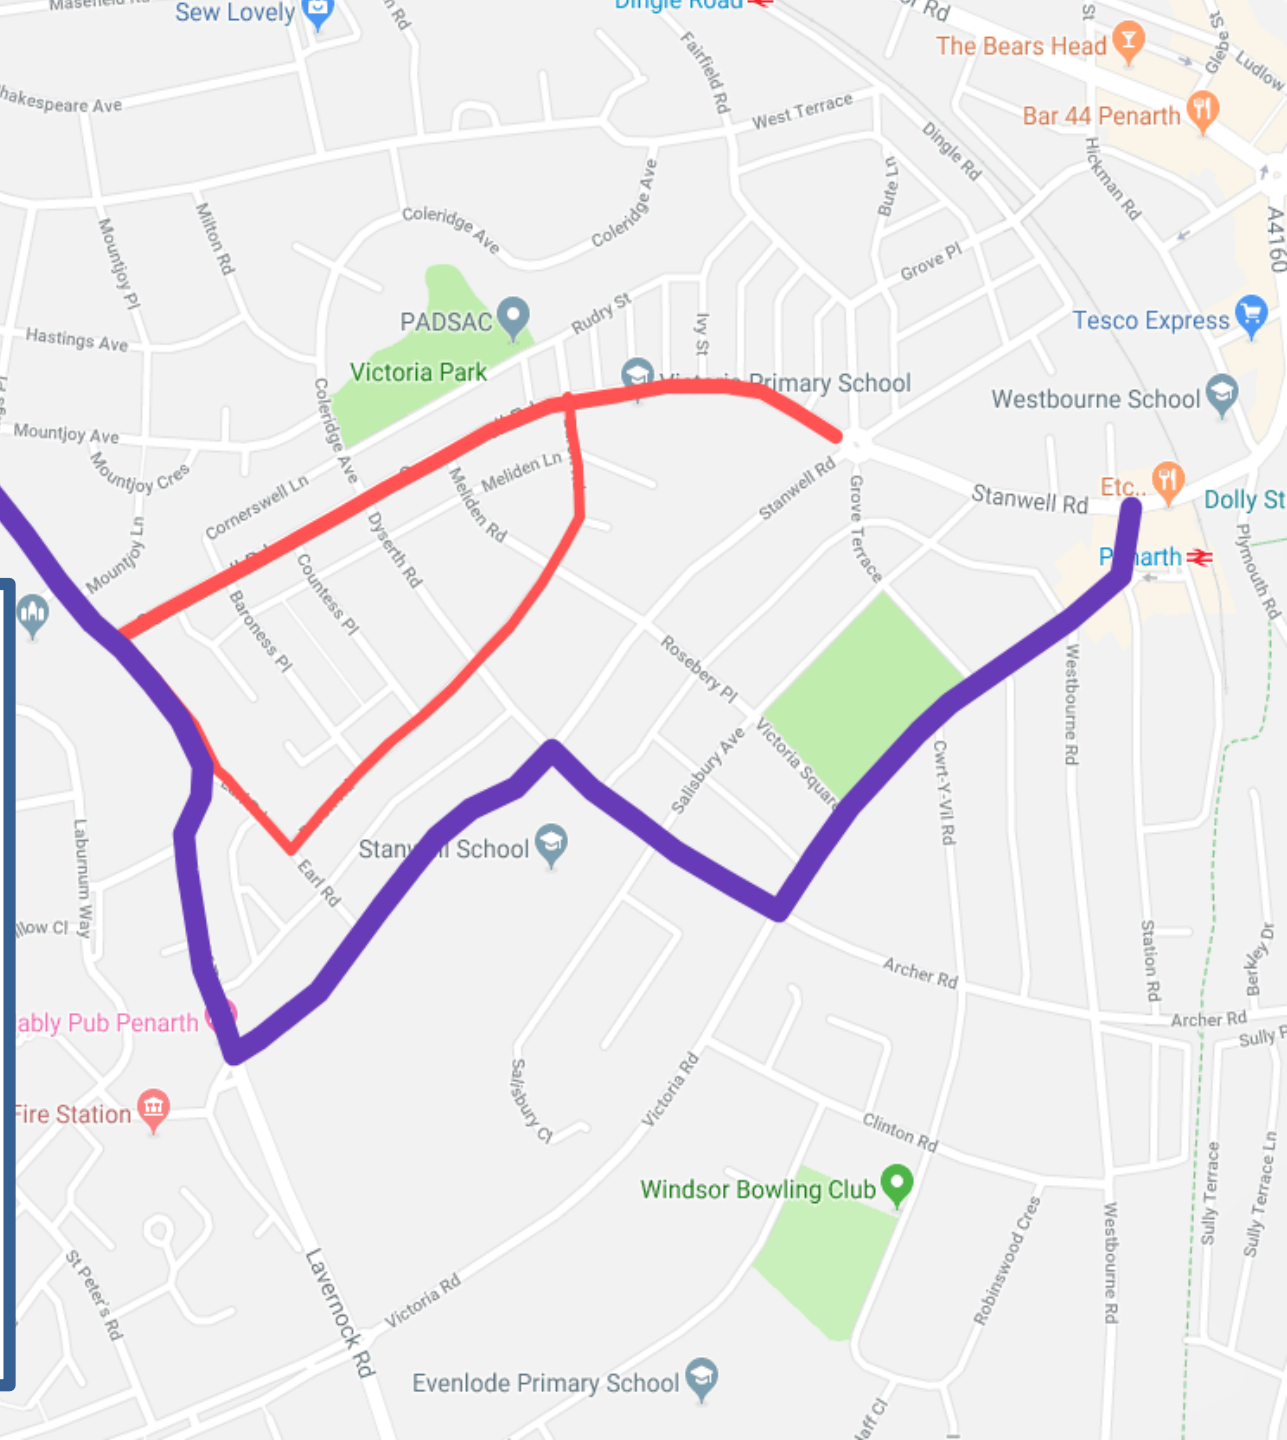 Sew Lovely
Dingle Road
The Bears Head
Glebe St
Ludlow
Fairfield Rd
West Terrace
Bar 44 Penarth
Dingle Rd
Hickman Rd
Bute Ln
A4160
Coleridge Ave
Coleridge Ave
Milton Rd
Mountjoy Pl
Grove Pl
PADSAC
Rudry St
Ivy St
Tesco Express
Hastings Ave
Victoria Park
Primary School
Westbourne School
Coleridge Ave
Mountjoy Ave
Mountjoy Cres
Meliden Ln
Meliden Rd
Stanwell Rd
Stanwell Rd
Etc..
Dolly St
Cornerswell Ln
Mountjoy Ln
Dyserth Rd
Grove Terrace
Plymouth Rd
Countess Pl
Baroness Pl
Rosebery Pl
Westbourne Rd
Victoria Square
Salisbury Ave
Cwrt-Y-Vil Rd
Earl Rd
Laburnum Way
Archer Rd
Station Rd
Berkley Dr
Archer Rd
Pub Penarth
Fire Station
Salisbury Cl
Victoria Rd
Clinton Rd
Windsor Bowling Club
Sully Terrace
Sully Terrace Ln
Westbourne Rd
Robinswood Cres
St Peter's Rd
Lavernock Rd
Victoria Rd
Evenlode Primary School